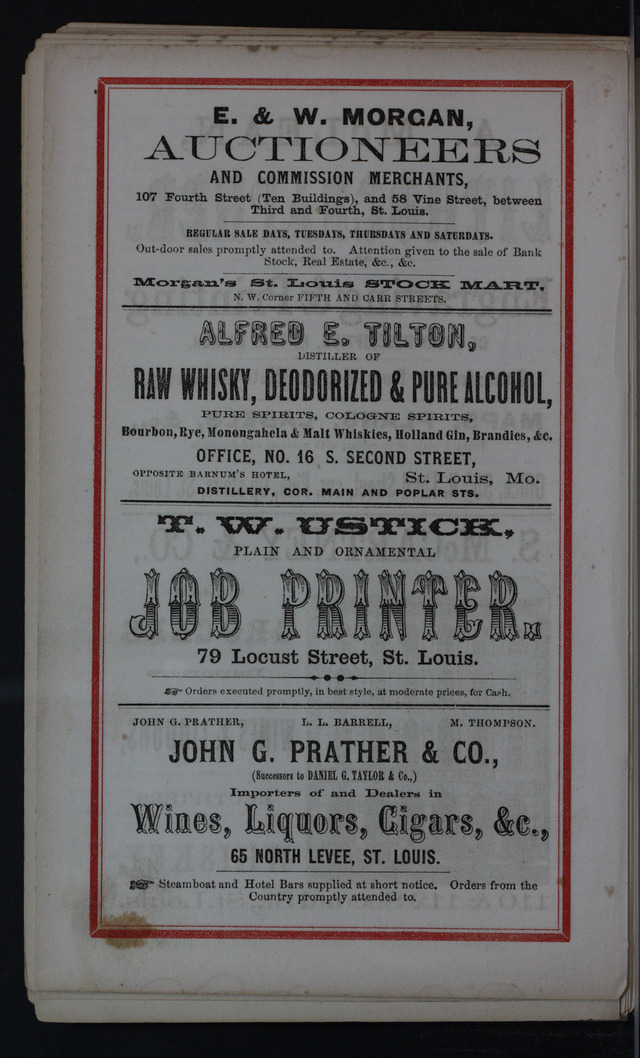 E. & W. MORGAN,
AUCTIONEERS
AND COMMISSION MERCHANTS,
107 Fourth Street (Ten Buildings), and 58 Vine Street, between
Third and Fourth, St. Louis.
REGULAR SALE DAYS, TUESDAYS, THURSDAYS AND SATURDAYS.
Out-door sales promptly attended to. Attention given to the sale of Bank
Stock, Real Estate, &c., &c.
Morgan's St. Louis STOCK MART,
N. W. Corner FIFTH AND CARR STREETS.
ALFRED E. TILTON,
DISTILLER OF
RAW WHISKY, DEODORIZED & PURE ALCOHOL,
PURE SPIRITS, COLOGNE SPIRITS,
Bourbon, Rye, Monongahela & Malt Whiskies, Holland Gin, Brandies, &c.
OFFICE, NO. 16 S. SECOND STREET,
OPPOSITE BARNUM'S HOTEL, St. Louis, Mo.
DISTILLERY, COR. MAIN AND POPLAR STS.
T. W. USTICK,
PLAIN AND ORNAMENTAL
JOB PRINTER.
79 Locust Street, St. Louis.
☞ Orders executed promptly, in best style, at moderate prices, for Cash.
JOHN G. PRATHER, L. L. BARRELL, M. THOMPSON.
JOHN G. PRATHER & CO.,
(Successors to DANIEL G. TAYLOR & Co.,)
Importers of and Dealers in
Wines, Liquors, Cigars, &c.,
65 NORTH LEVEE, ST. LOUIS.
☞ Steamboat and Hotel Bars supplied at short notice. Orders from the
Country promptly attended to.